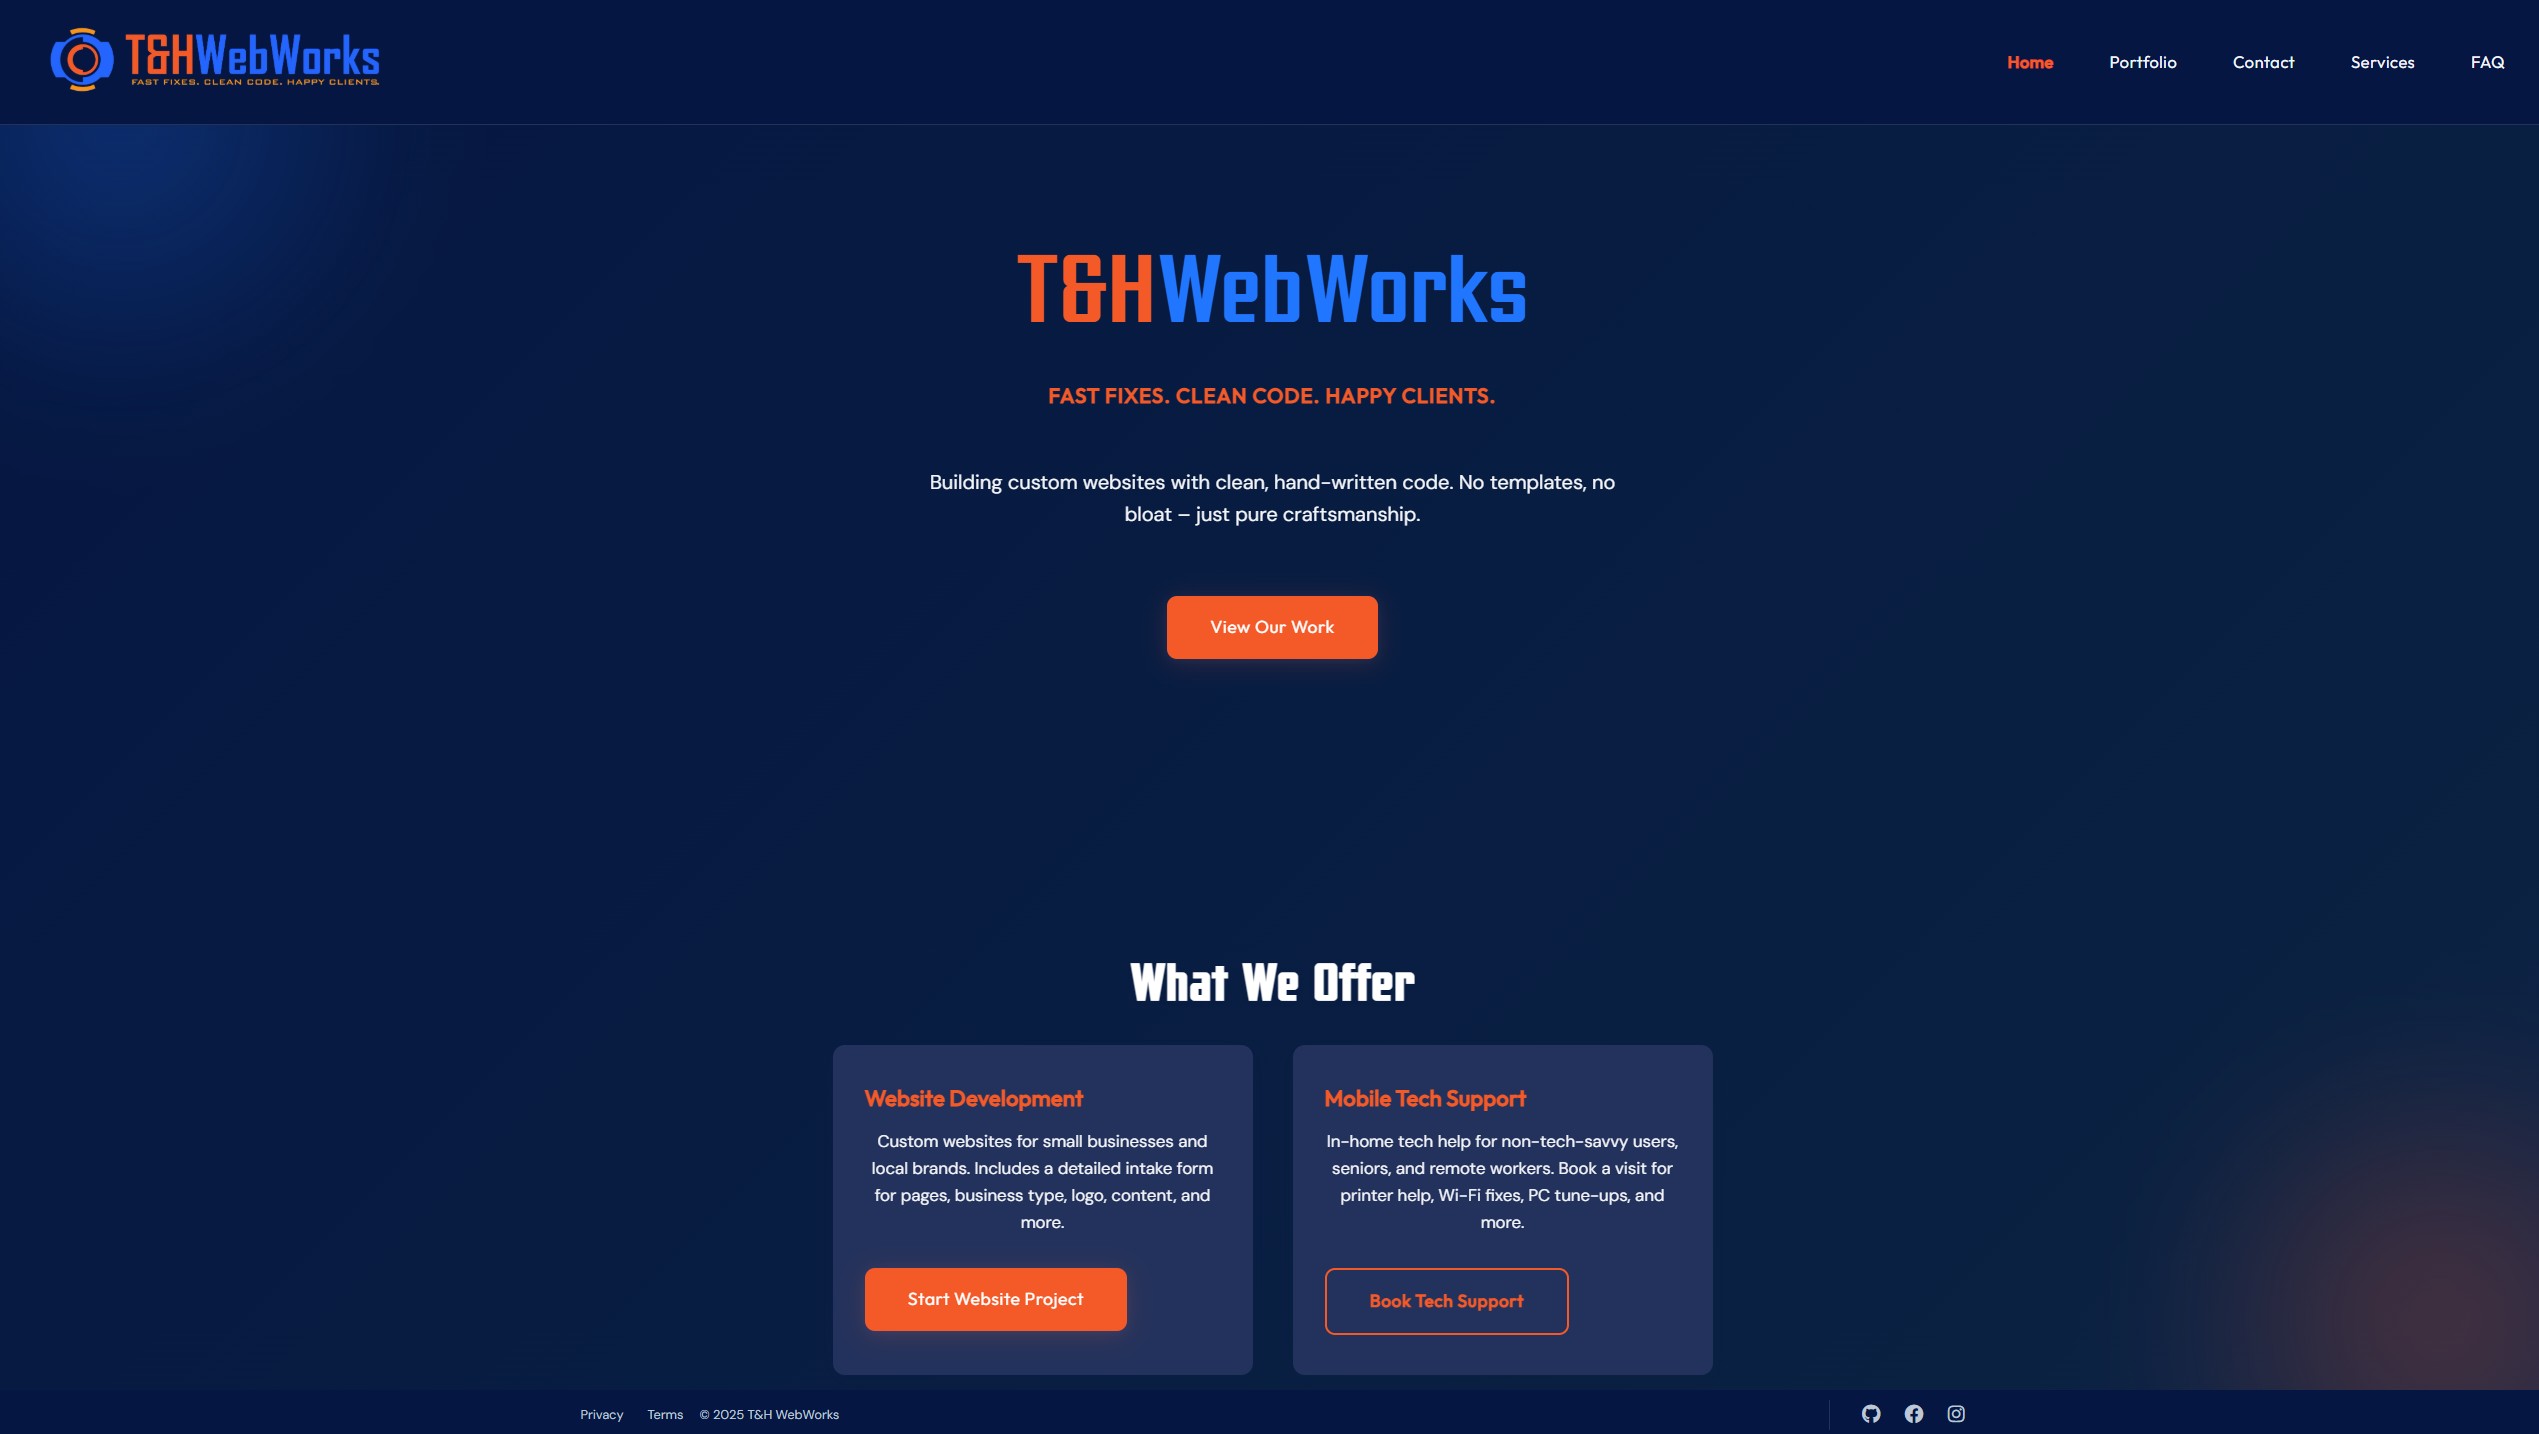 T&HWebWorks
FAST FIXES. CLEAN CODE. HAPPY CLIENTS.
Home
Portfolio
Contact
Services
FAQ
T&HWebWorks
FAST FIXES. CLEAN CODE. HAPPY CLIENTS.
Building custom websites with clean, hand-written code. No templates, no
bloat – just pure craftsmanship.
View Our Work
What We Offer
Website Development
Custom websites for small businesses and
local brands. Includes a detailed intake form
for pages, business type, logo, content, and
more.
Start Website Project
Mobile Tech Support
In-home tech help for non-tech-savvy users,
seniors, and remote workers. Book a visit for
printer help, Wi-Fi fixes, PC tune-ups, and
more.
Book Tech Support
Privacy
Terms
© 2025 T&H WebWorks